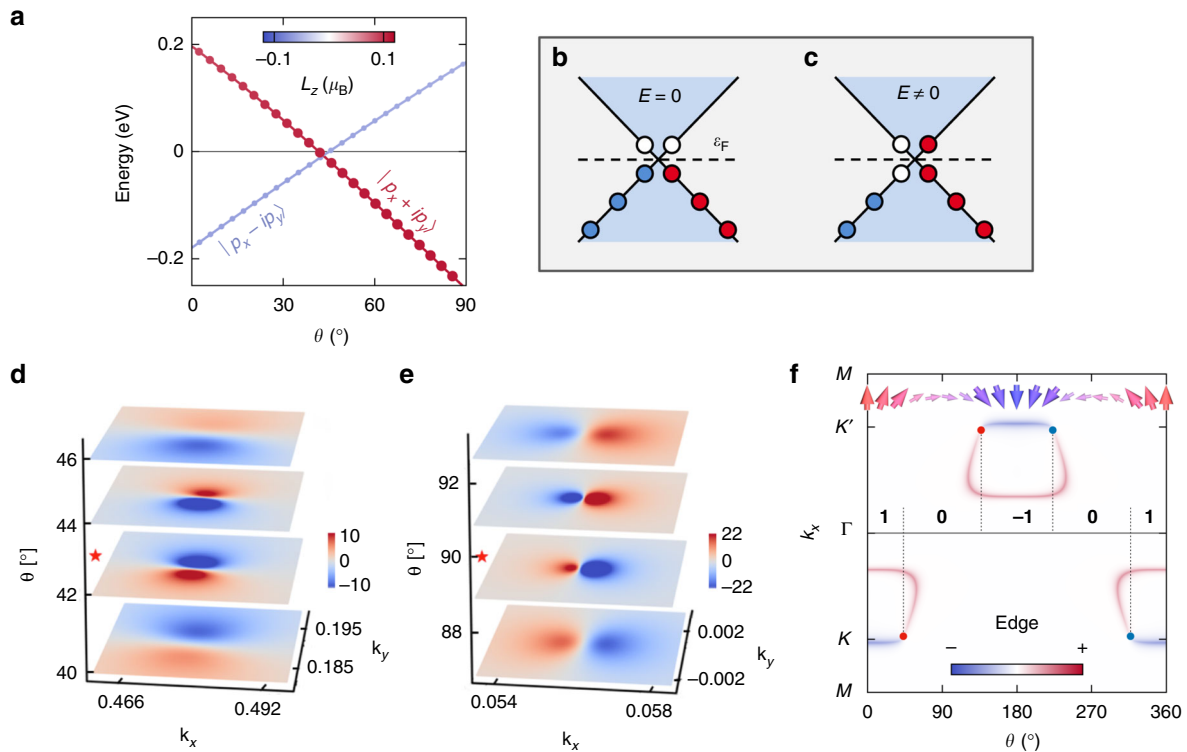 a
0.2
0
−0.2
Energy (eV)
−0.1
0.1
L_z (μ_B)
|p_x − ip_y⟩
|p_x + ip_y⟩
0
30
60
90
θ (°)
b
E = 0
ε_F
c
E ≠ 0
d
46
44
42
40
θ [°]
10
0
−10
0.195
0.185
k_y
0.466
0.492
k_x
e
92
90
88
θ [°]
22
0
−22
0.002
−0.002
k_y
0.054
0.058
k_x
f
M
K′
Γ
K
M
k_x
1
0
−1
0
1
Edge
−
+
0
90
180
270
360
θ (°)